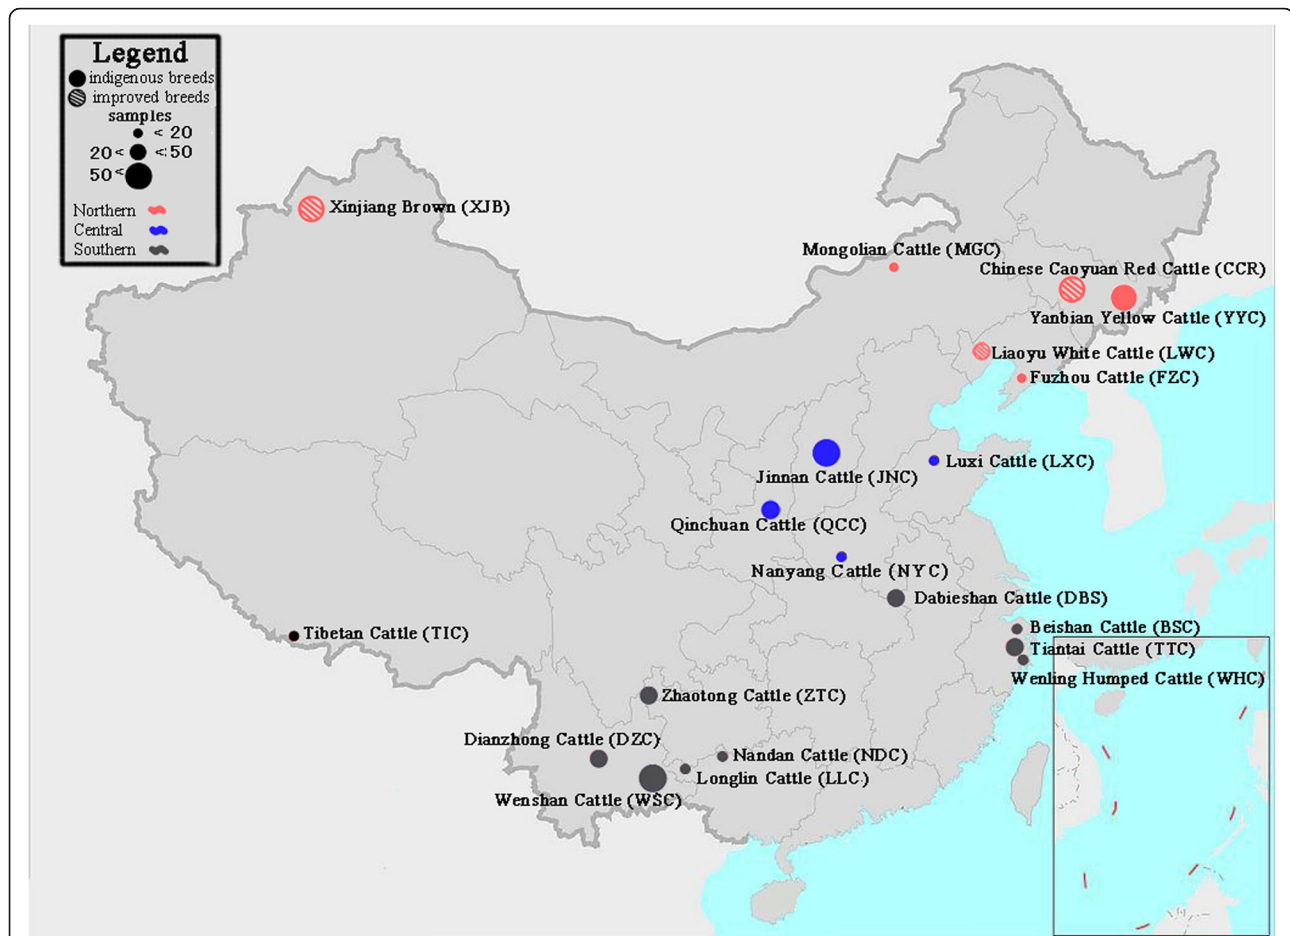 Legend
indigenous breeds
improved breeds
samples
< 20
20< <50
50<
Northern
Central
Southern
Xinjiang Brown (XJB)
Mongolian Cattle (MGC)
Chinese Caoyuan Red Cattle (CCR)
Yanbian Yellow Cattle (YYC)
Liaoyu White Cattle (LWC)
Fuzhou Cattle (FZC)
Luxi Cattle (LXC)
Jinnan Cattle (JNC)
Qinchuan Cattle (QCC)
Nanyang Cattle (NYC)
Dabieshan Cattle (DBS)
Beishan Cattle (BSC)
Tibetan Cattle (TIC)
Tiantai Cattle (TTC)
Wenling Humped Cattle (WHC)
Zhaotong Cattle (ZTC)
Dianzhong Cattle (DZC)
Nandan Cattle (NDC)
Longlin Cattle (LLC)
Wenshan Cattle (WSC)